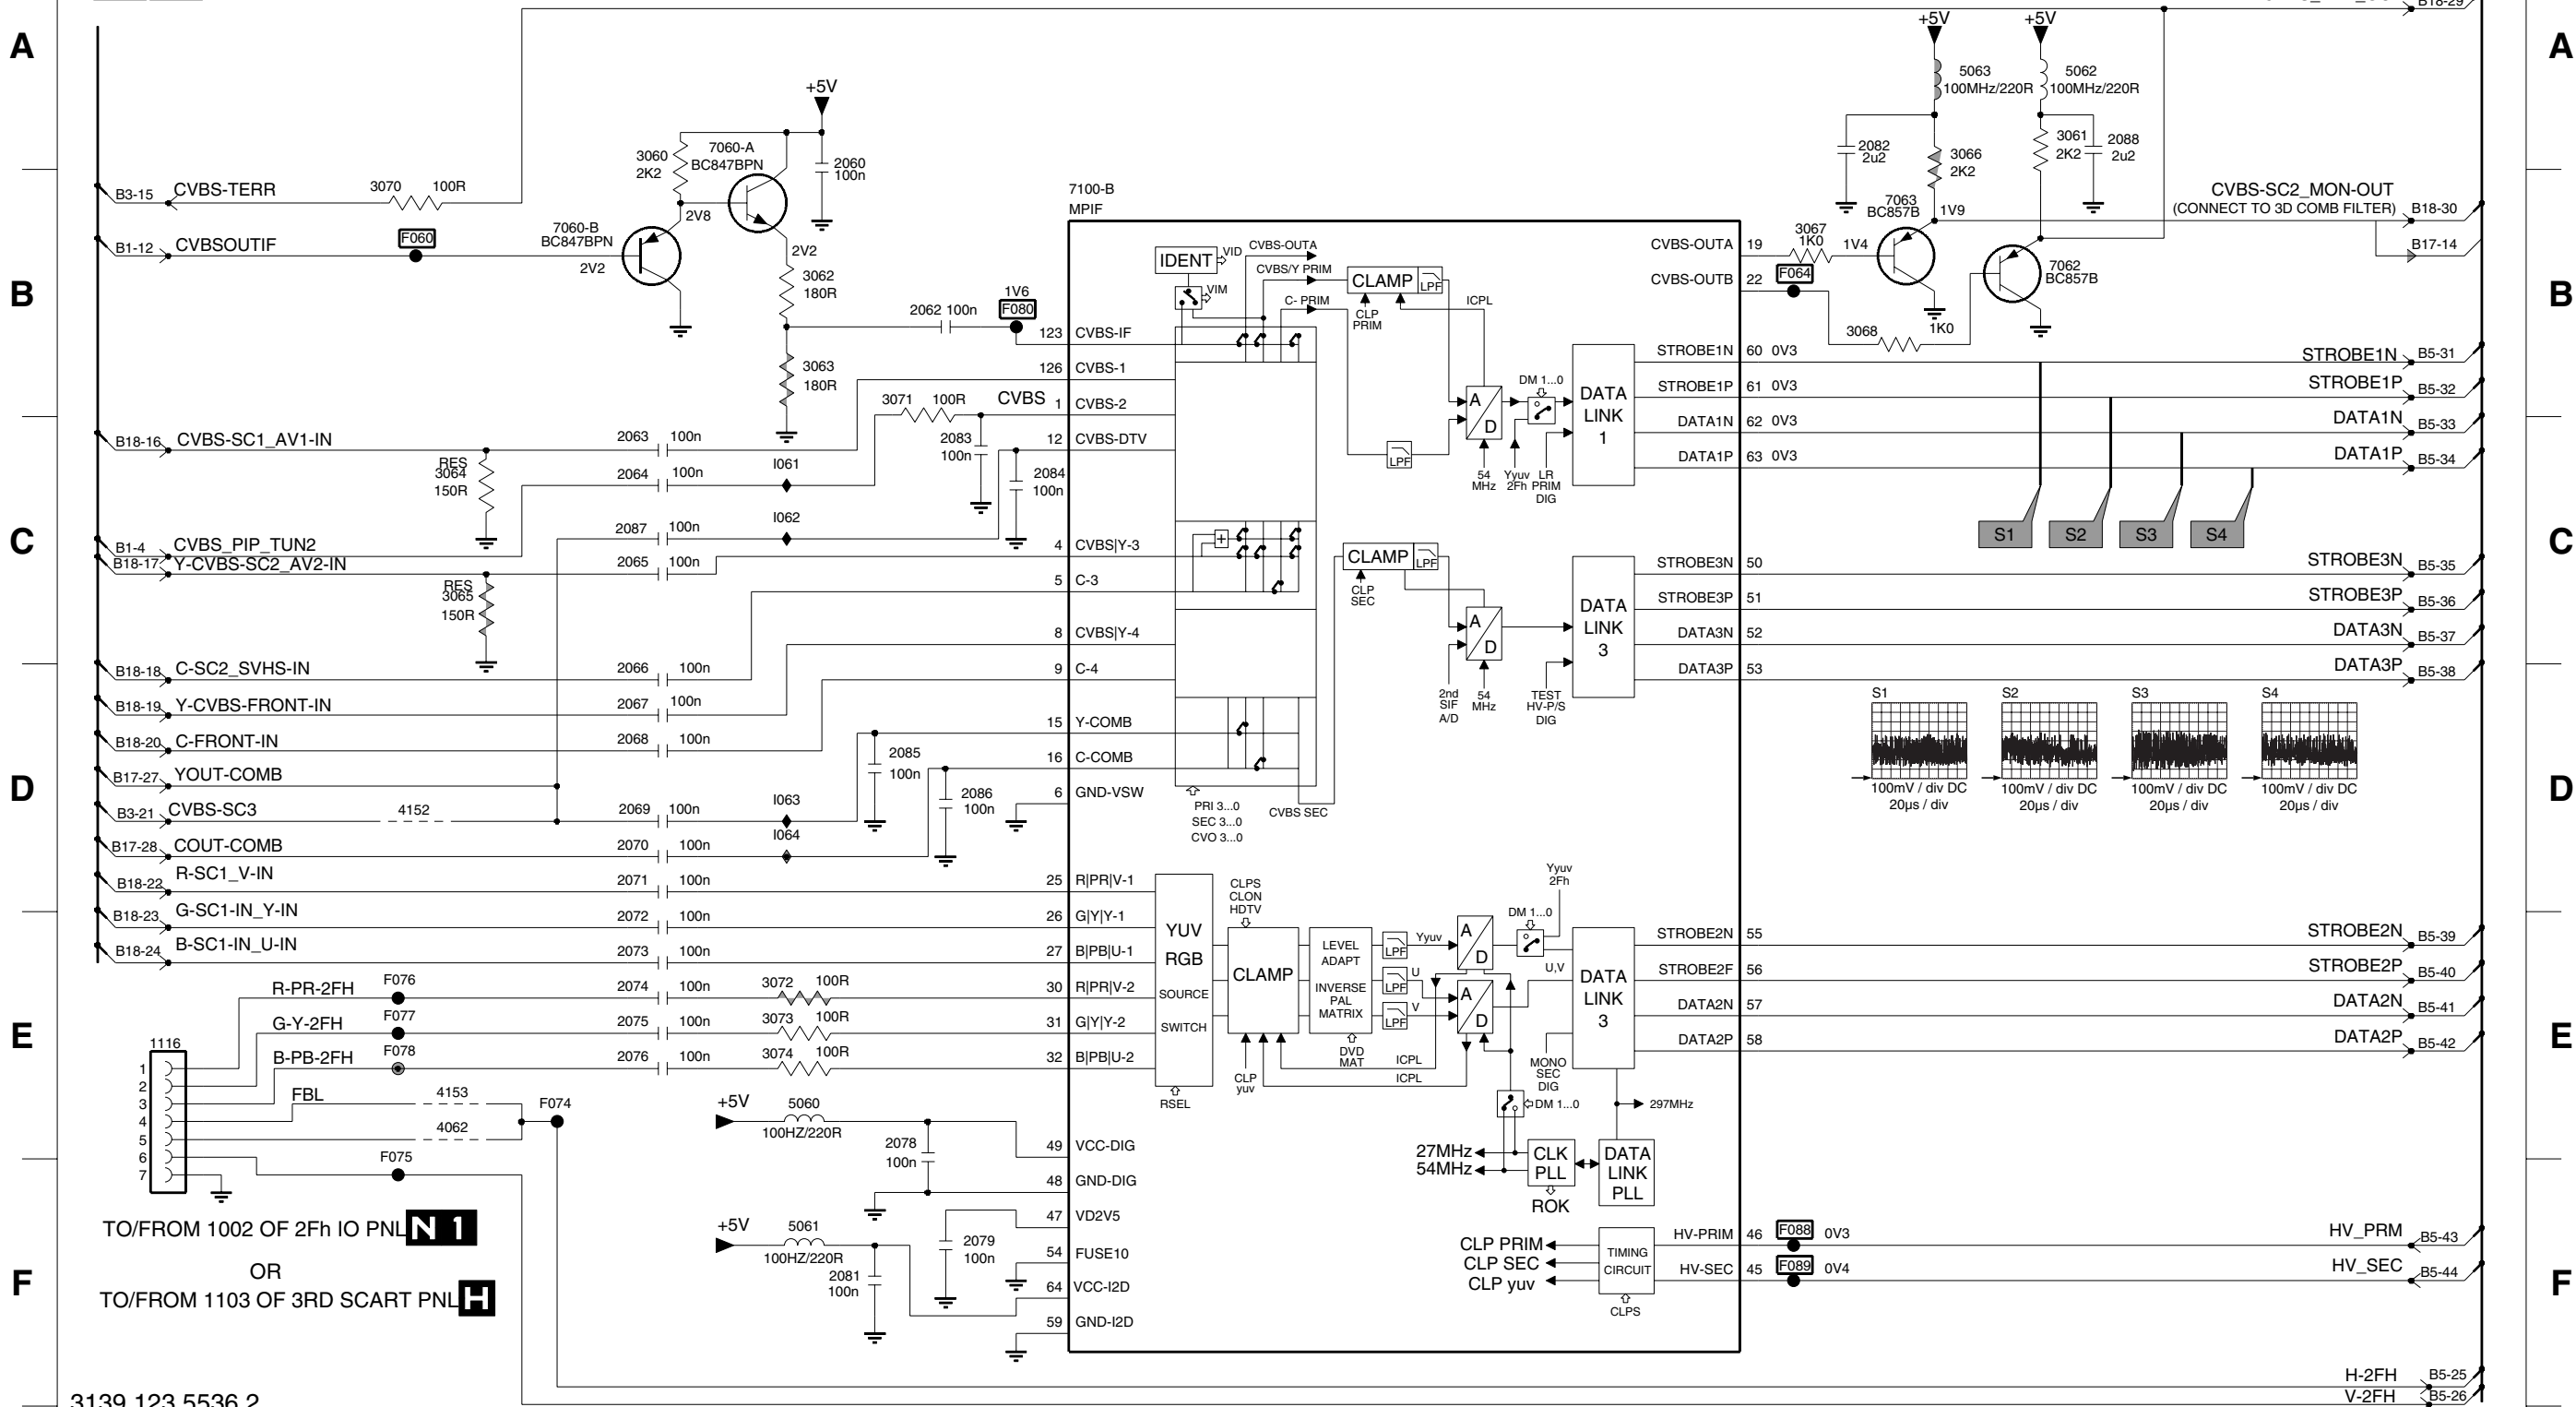 B18-29
A
A
+5V
+5V
5063
100MHz/220R
5062
100MHz/220R
+5V
3060
2K2
7060-A
BC847BPN
2060
100n
2082
2u2
3066
2K2
3061
2K2
2088
2u2
B3-15
CVBS-TERR
3070
100R
2V8
7100-B
MPIF
7063
BC857B
1V9
CVBS-SC2_MON-OUT
(CONNECT TO 3D COMB FILTER)
B18-30
B1-12
CVBSOUTIF
F060
7060-B
BC847BPN
2V2
2V2
3062
180R
IDENT
VID
VIM
CVBS-OUTA
CVBS/Y PRIM
C- PRIM
CLAMP
LPF
CLP
PRIM
ICPL
CVBS-OUTA
19
3067
1K0
1V4
B17-14
CVBS-OUTB
22
F064
7062
BC857B
B
B
2062 100n
1V6
F080
123
CVBS-IF
3068
1K0
3063
180R
126
CVBS-1
STROBE1N
60
0V3
STROBE1N
B5-31
3071
100R
CVBS
1
CVBS-2
DM 1...0
STROBE1P
61
0V3
STROBE1P
B5-32
B18-16
CVBS-SC1_AV1-IN
2063
100n
2083
100n
12
CVBS-DTV
A
D
DATA
LINK
1
DATA1N
62
0V3
DATA1N
B5-33
RES
3064
150R
2064
100n
I061
2084
100n
LPF
54
MHz
Yyuv
2Fh
LR
PRIM
DIG
DATA1P
63
0V3
DATA1P
B5-34
C
C
2087
100n
I062
S1
S2
S3
S4
B1-4
CVBS_PIP_TUN2
4
CVBS|Y-3
+
CLAMP
LPF
B18-17
Y-CVBS-SC2_AV2-IN
2065
100n
STROBE3N
50
STROBE3N
B5-35
RES
3065
150R
5
C-3
CLP
SEC
DATA
LINK
3
STROBE3P
51
STROBE3P
B5-36
8
CVBS|Y-4
A
D
DATA3N
52
DATA3N
B5-37
B18-18
C-SC2_SVHS-IN
2066
100n
9
C-4
DATA3P
53
DATA3P
B5-38
B18-19
Y-CVBS-FRONT-IN
2067
100n
2nd
SIF
A/D
54
MHz
TEST
HV-P/S
DIG
S1
S2
S3
S4
15
Y-COMB
B18-20
C-FRONT-IN
2068
100n
2085
100n
16
C-COMB
B17-27
YOUT-COMB
D
D
2086
100n
6
GND-VSW
100mV / div DC
20µs / div
100mV / div DC
20µs / div
100mV / div DC
20µs / div
100mV / div DC
20µs / div
B3-21
CVBS-SC3
4152
2069
100n
I063
PRI 3...0
SEC 3...0
CVO 3...0
CVBS SEC
B17-28
COUT-COMB
2070
100n
I064
R-SC1_V-IN
B18-22
2071
100n
25
R|PR|V-1
CLPS
CLON
HDTV
Yyuv
2Fh
B18-23
G-SC1-IN_Y-IN
2072
100n
26
G|Y|Y-1
DM 1...0
B18-24
B-SC1-IN_U-IN
2073
100n
27
B|PB|U-1
YUV
RGB
SOURCE
SWITCH
CLAMP
LEVEL
ADAPT
INVERSE
PAL
MATRIX
LPF
Yyuv
LPF
U
LPF
V
A
D
A
D
U,V
DATA
LINK
3
STROBE2N
55
STROBE2N
B5-39
R-PR-2FH
F076
2074
100n
3072
100R
30
R|PR|V-2
STROBE2F
56
STROBE2P
B5-40
G-Y-2FH
F077
2075
100n
3073
100R
31
G|Y|Y-2
DATA2N
57
DATA2N
B5-41
E
E
1116
B-PB-2FH
F078
2076
100n
3074
100R
32
B|PB|U-2
DVD
MAT
ICPL
ICPL
MONO
SEC
DIG
DATA2P
58
DATA2P
B5-42
1
2
3
4
5
6
7
FBL
4153
4062
F074
F075
+5V
5060
100HZ/220R
CLP
yuv
RSEL
DM 1...0
297MHz
2078
100n
49
VCC-DIG
27MHz
54MHz
CLK
PLL
ROK
DATA
LINK
PLL
48
GND-DIG
TO/FROM 1002 OF 2Fh IO PNL N 1
OR
TO/FROM 1103 OF 3RD SCART PNL H
+5V
5061
100HZ/220R
47
VD2V5
2079
100n
2081
100n
54
FUSE10
64
VCC-I2D
59
GND-I2D
CLP PRIM
CLP SEC
CLP yuv
TIMING
CIRCUIT
CLPS
HV-PRIM
46
F088
0V3
HV_PRM
B5-43
HV-SEC
45
F089
0V4
HV_SEC
B5-44
F
F
H-2FH
B5-25
V-2FH
B5-26
3139 123 5536.2